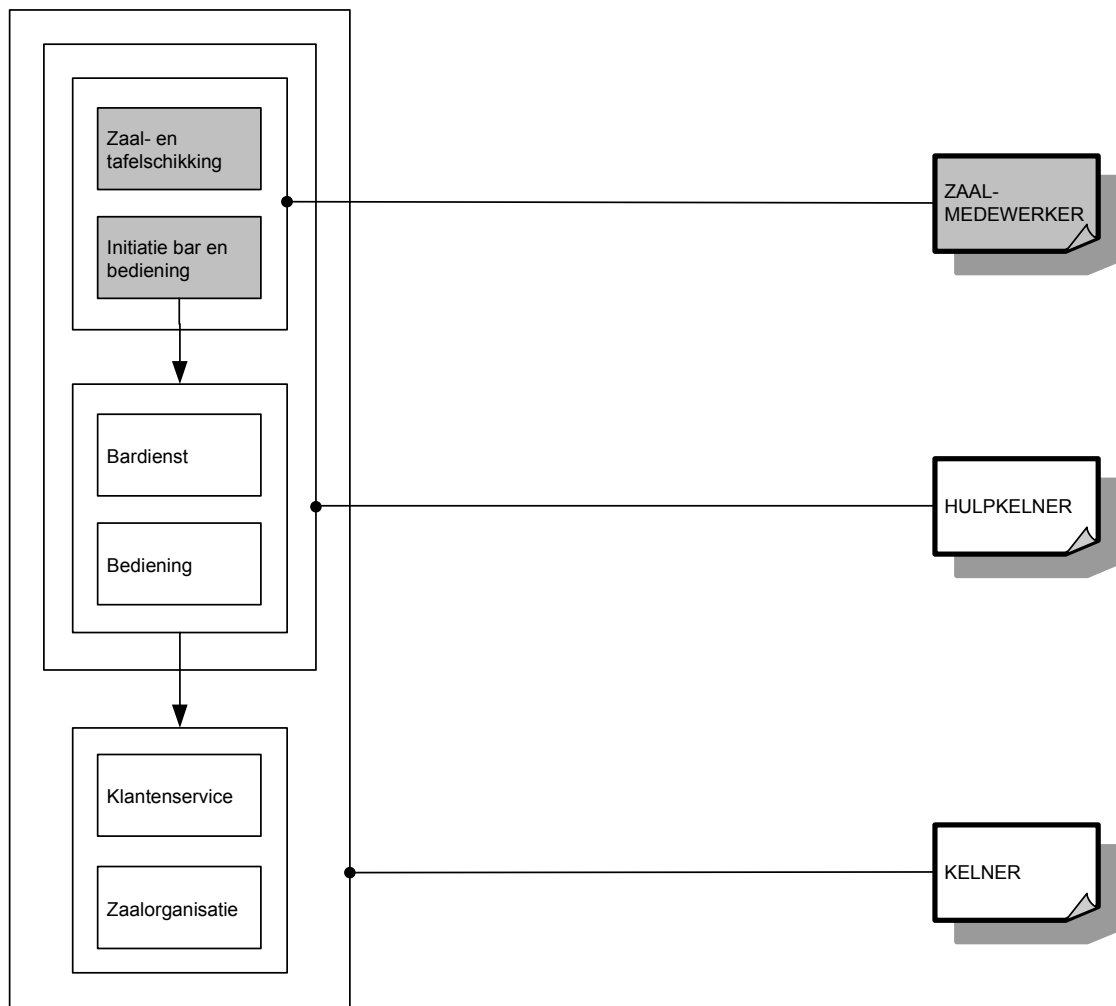 Zaal- en
tafelschikking
ZAAL-
MEDEWERKER
Initiatie bar en
bediening
Bardienst
HULPKELNER
Bediening
Klantenservice
KELNER
Zaalorganisatie